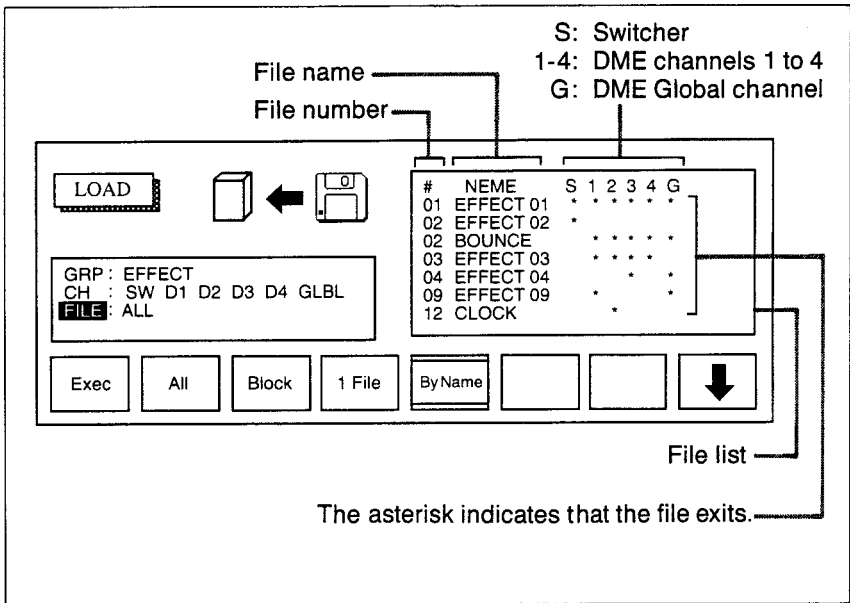 S: Switcher
1-4: DME channels 1 to 4
G: DME Global channel
File name
File number
LOAD
# NEME S 1 2 3 4 G
01 EFFECT 01 * * * * * *
02 EFFECT 02 *
02 BOUNCE * * * * *
03 EFFECT 03 * * * *
04 EFFECT 04 * *
09 EFFECT 09 * *
12 CLOCK *
GRP : EFFECT
CH : SW D1 D2 D3 D4 GLBL
FILE : ALL
Exec
All
Block
1 File
By Name
File list
The asterisk indicates that the file exits.